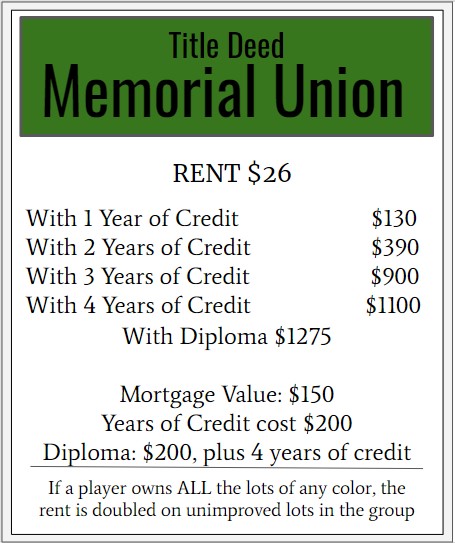 Title Deed
Memorial Union
RENT $26
With 1 Year of Credit $130
With 2 Years of Credit $390
With 3 Years of Credit $900
With 4 Years of Credit $1100
With Diploma $1275
Mortgage Value: $150
Years of Credit cost $200
Diploma: $200, plus 4 years of credit
If a player owns ALL the lots of any color, the
rent is doubled on unimproved lots in the group